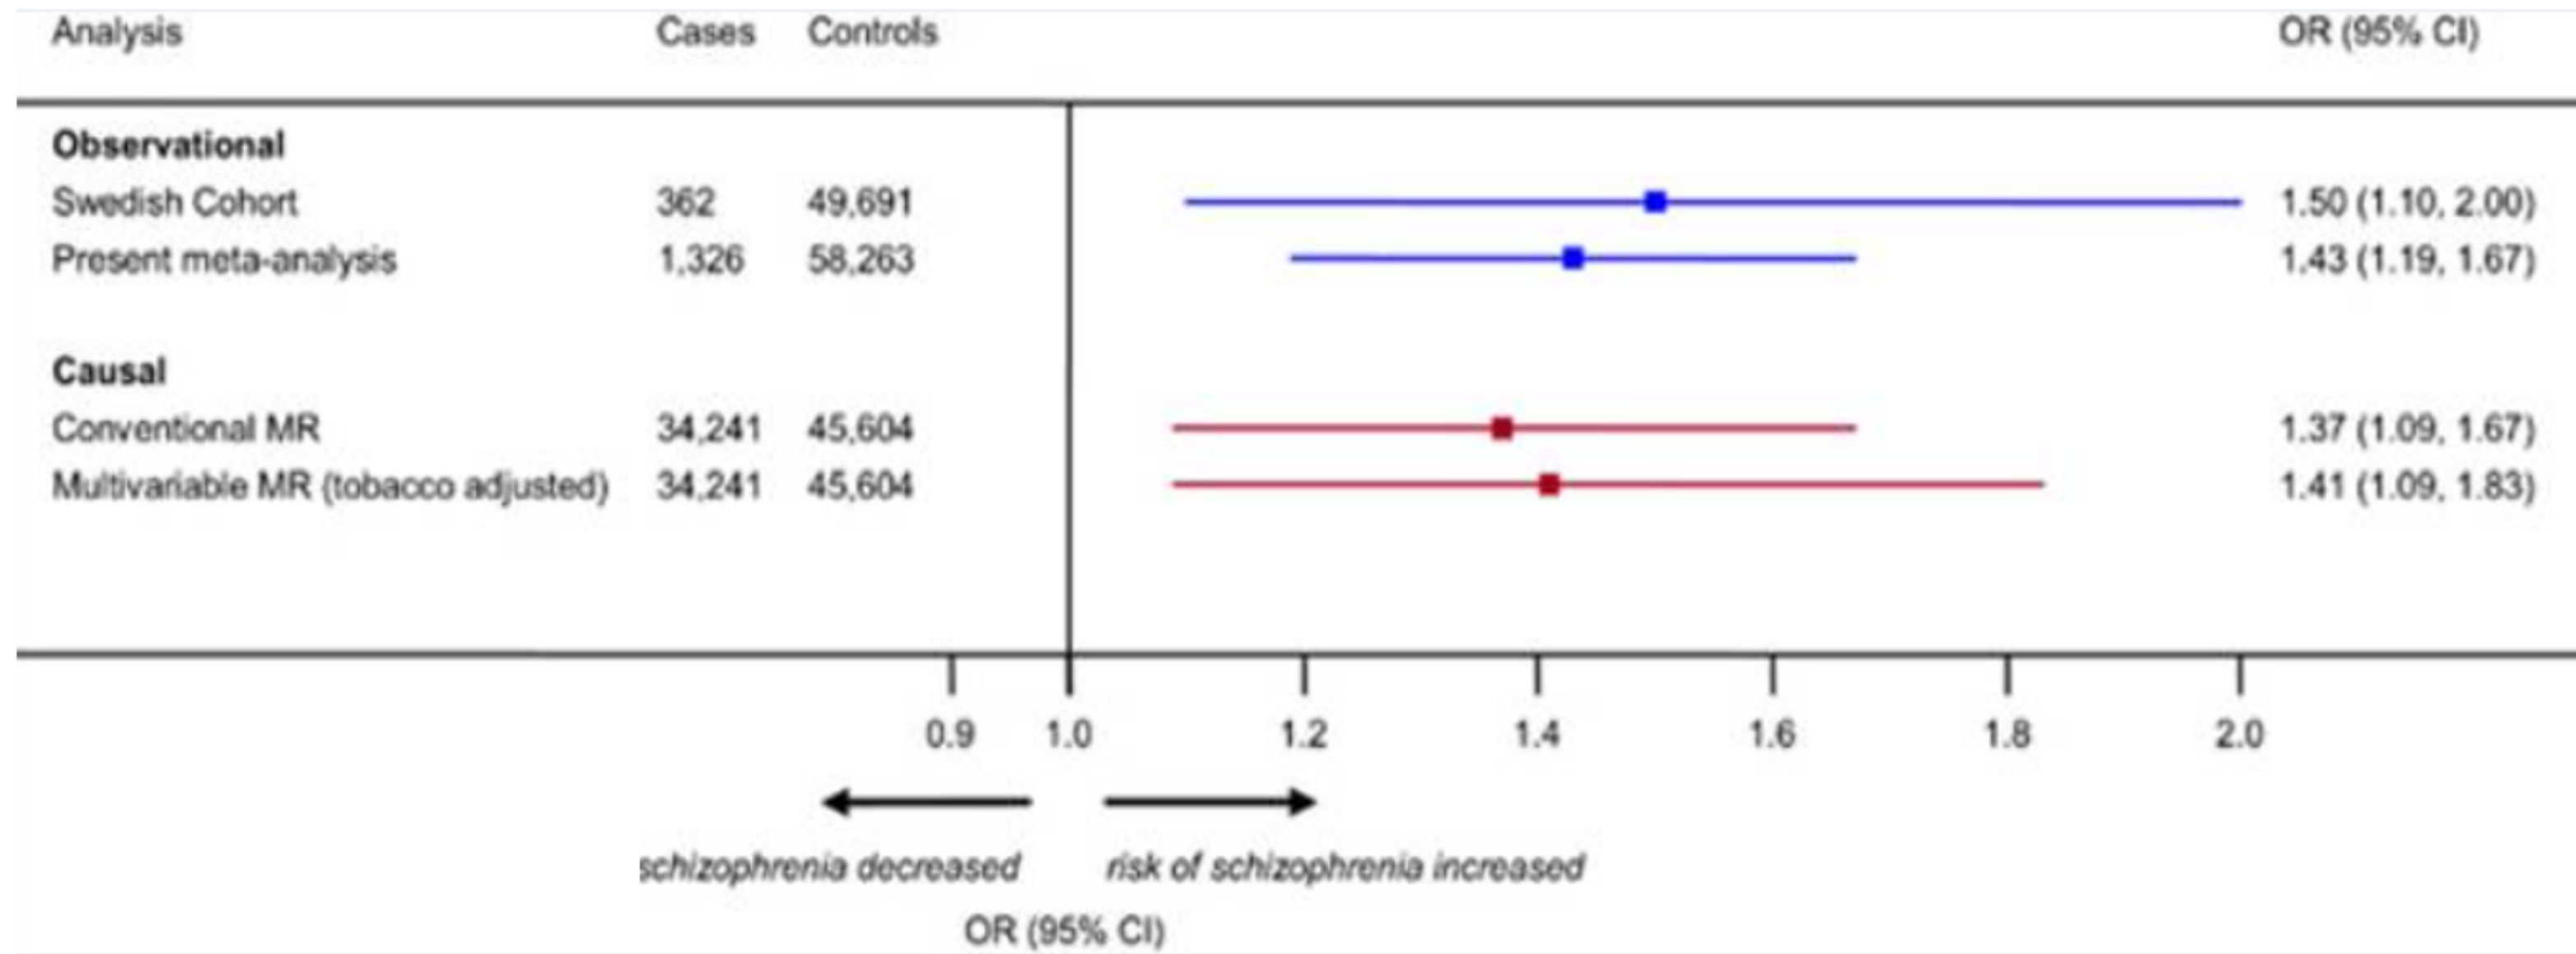 Analysis Cases Controls OR (95% CI)
Observational
Swedish Cohort 362 49,691 1.50 (1.10, 2.00)
Present meta-analysis 1,326 58,263 1.43 (1.19, 1.67)
Causal
Conventional MR 34,241 45,604 1.37 (1.09, 1.67)
Multivariable MR (tobacco adjusted) 34,241 45,604 1.41 (1.09, 1.83)
0.9 1.0 1.2 1.4 1.6 1.8 2.0
schizophrenia decreased risk of schizophrenia increased
OR (95% CI)